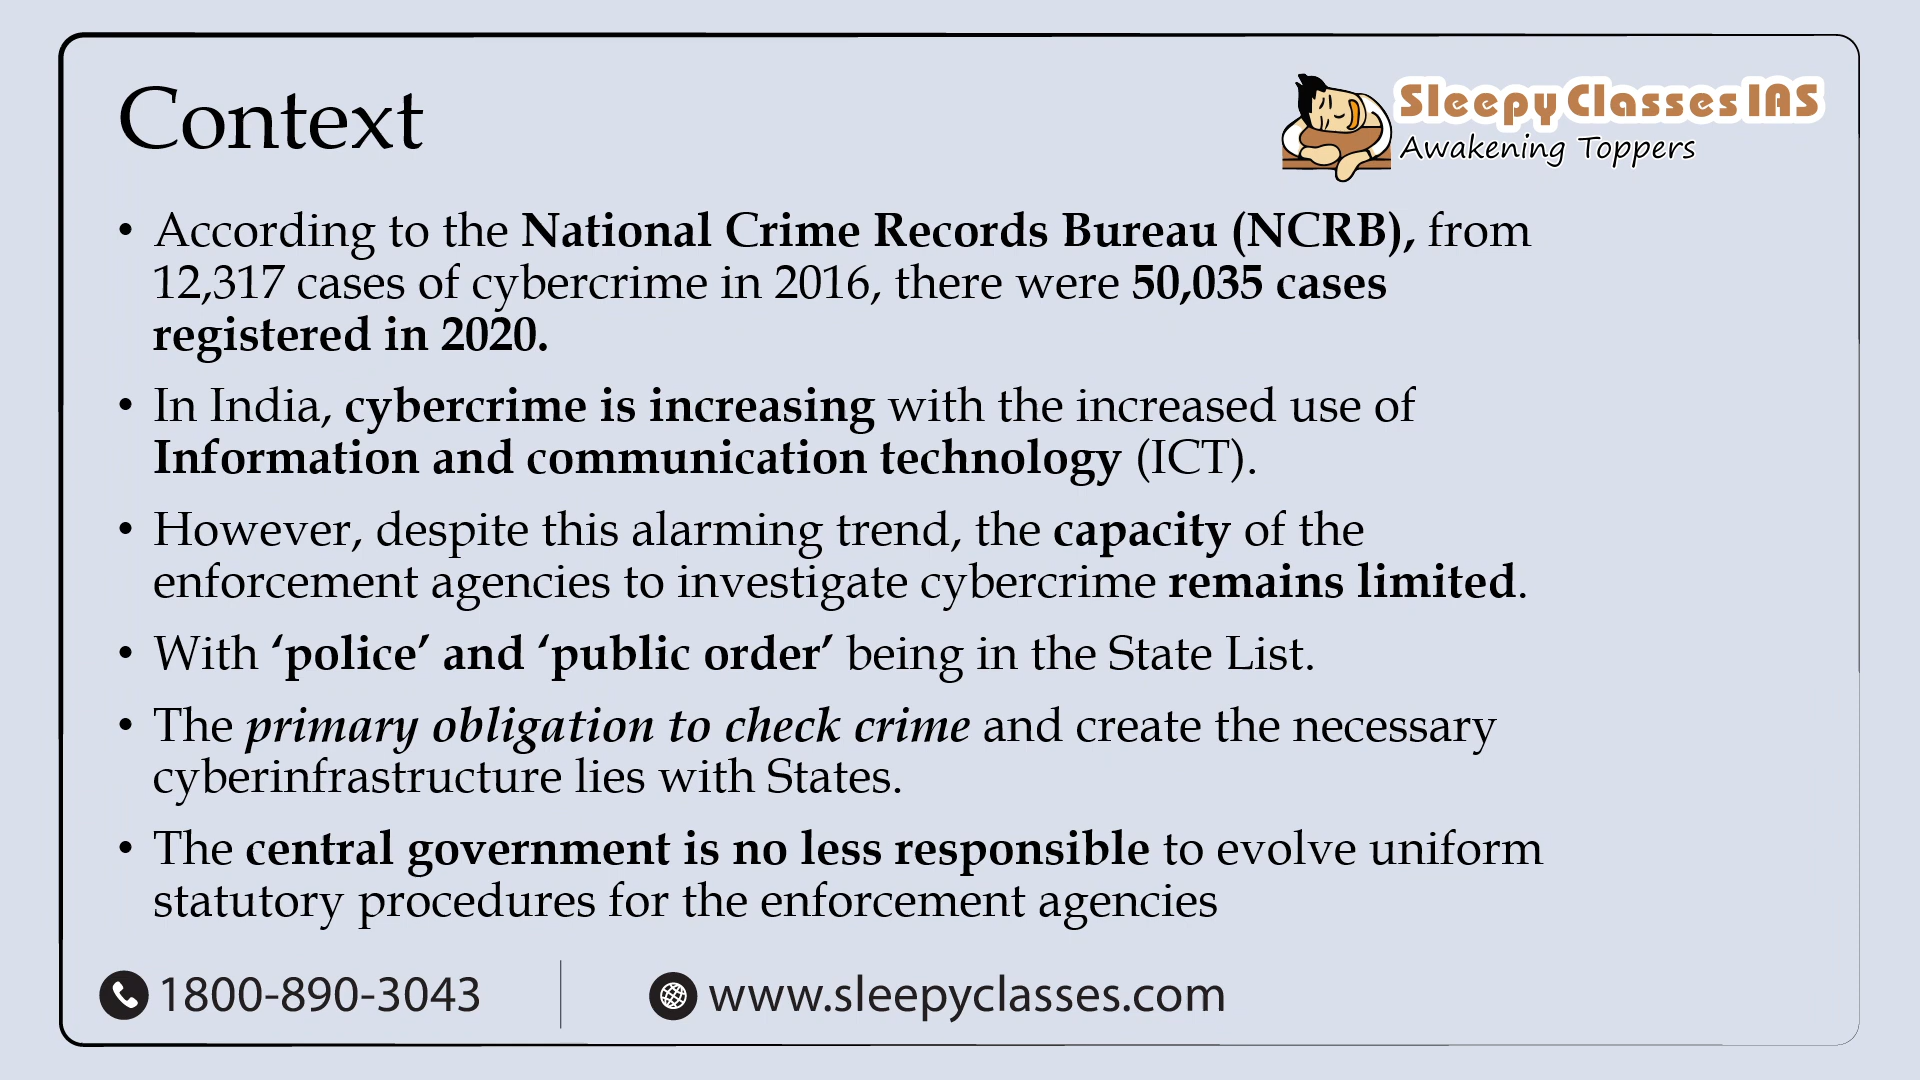 Context
Sleepy Classes IAS
Awakening Toppers
• According to the National Crime Records Bureau (NCRB), from
12,317 cases of cybercrime in 2016, there were 50,035 cases
registered in 2020.
• In India, cybercrime is increasing with the increased use of
Information and communication technology (ICT).
• However, despite this alarming trend, the capacity of the
enforcement agencies to investigate cybercrime remains limited.
• With ‘police’ and ‘public order’ being in the State List.
• The primary obligation to check crime and create the necessary
cyberinfrastructure lies with States.
• The central government is no less responsible to evolve uniform
statutory procedures for the enforcement agencies
1800-890-3043
www.sleepyclasses.com